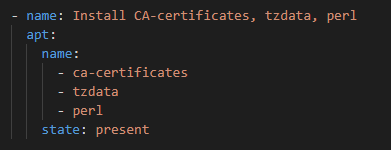 - name: Install CA-certificates, tzdata, perl
  apt:
    name:
      - ca-certificates
      - tzdata
      - perl
    state: present